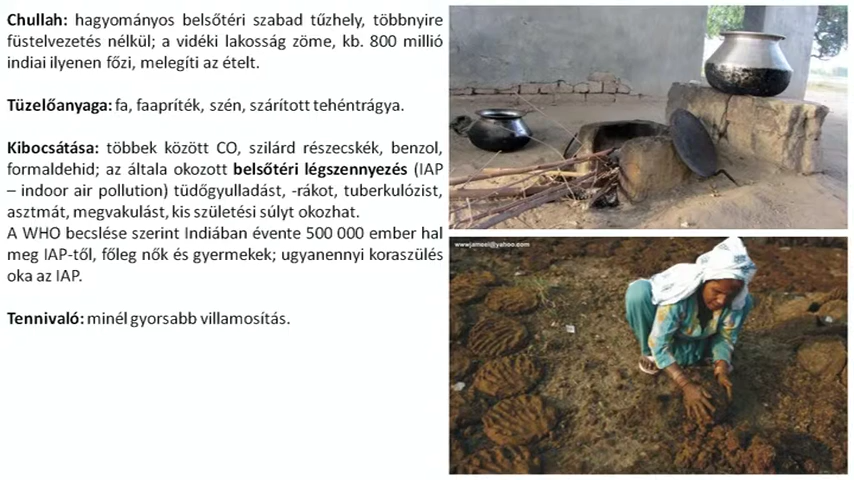 Chullah: hagyományos belsőtéri szabad tűzhely, többnyire
füstelvezetés nélkül; a vidéki lakosság zöme, kb. 800 millió
indiai ilyenen főzi, melegíti az ételt.
Tüzelőanyaga: fa, faapríték, szén, szárított tehéntrágya.
Kibocsátása: többek között CO, szilárd részecskék, benzol,
formaldehid; az általa okozott belsőtéri légszennyezés (IAP
– indoor air pollution) tüdőgyulladást, -rákot, tuberkulózist,
asztmát, megvakulást, kis születési súlyt okozhat.
A WHO becslése szerint Indiában évente 500 000 ember hal
meg IAP-től, főleg nők és gyermekek; ugyanennyi koraszülés
oka az IAP.
Tennivaló: minél gyorsabb villamosítás.
wwwjameel@yahoo.com